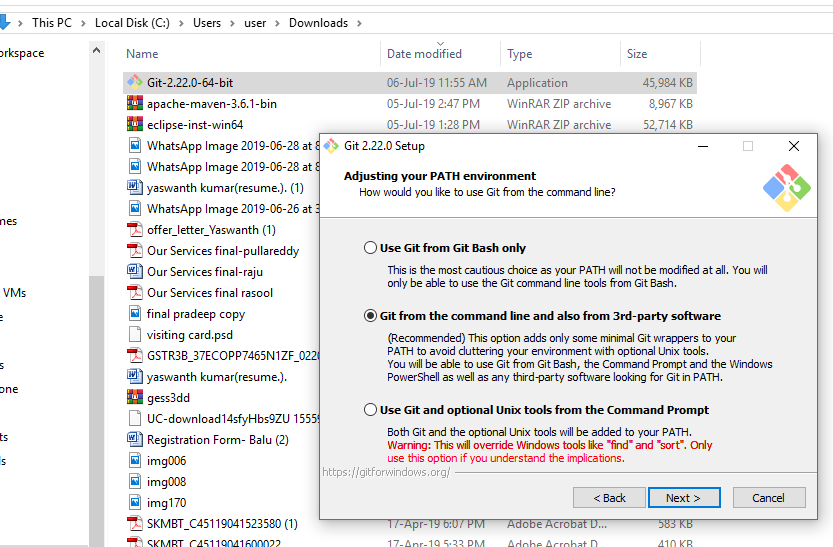 This PC > Local Disk (C:) > Users > user > Downloads >
orkspace
Name Date modified Type Size
Git-2.22.0-64-bit 06-Jul-19 11:55 AM Application 45,984 KB
apache-maven-3.6.1-bin 05-Jul-19 2:47 PM WinRAR ZIP archive 8,967 KB
eclipse-inst-win64 05-Jul-19 1:28 PM WinRAR ZIP archive 52,714 KB
WhatsApp Image 2019-06-28 at 8
WhatsApp Image 2019-06-28 at 8
yaswanth kumar(resume.). (1)
WhatsApp Image 2019-06-26 at 3
mes
offer_letter_Yaswanth (1)
Our Services final-pullareddy
Our Services final-raju
VMs
Our Services final rasool
final pradeep copy
e
visiting card.psd
GSTR3B_37ECOPP7465N1ZF_0220
s
yaswanth kumar(resume.).
one
gess3dd
UC-download14sfyHbs9ZU 15559
ts
Registration Form- Balu (2)
ls
img006
img008
img170
SKMBT_C45119041523580 (1) 17-Apr-19 6:07 PM Adobe Acrobat D... 583 KB
SKMBT_C45119041600022 17-Apr-19 5:33 PM Adobe Acrobat D... 410 KB
Git 2.22.0 Setup
Adjusting your PATH environment
How would you like to use Git from the command line?
Use Git from Git Bash only
This is the most cautious choice as your PATH will not be modified at all. You will
only be able to use the Git command line tools from Git Bash.
Git from the command line and also from 3rd-party software
(Recommended) This option adds only some minimal Git wrappers to your
PATH to avoid cluttering your environment with optional Unix tools.
You will be able to use Git from Git Bash, the Command Prompt and the Windows
PowerShell as well as any third-party software looking for Git in PATH.
Use Git and optional Unix tools from the Command Prompt
Both Git and the optional Unix tools will be added to your PATH.
Warning: This will override Windows tools like "find" and "sort". Only
use this option if you understand the implications.
https://gitforwindows.org/
< Back Next > Cancel